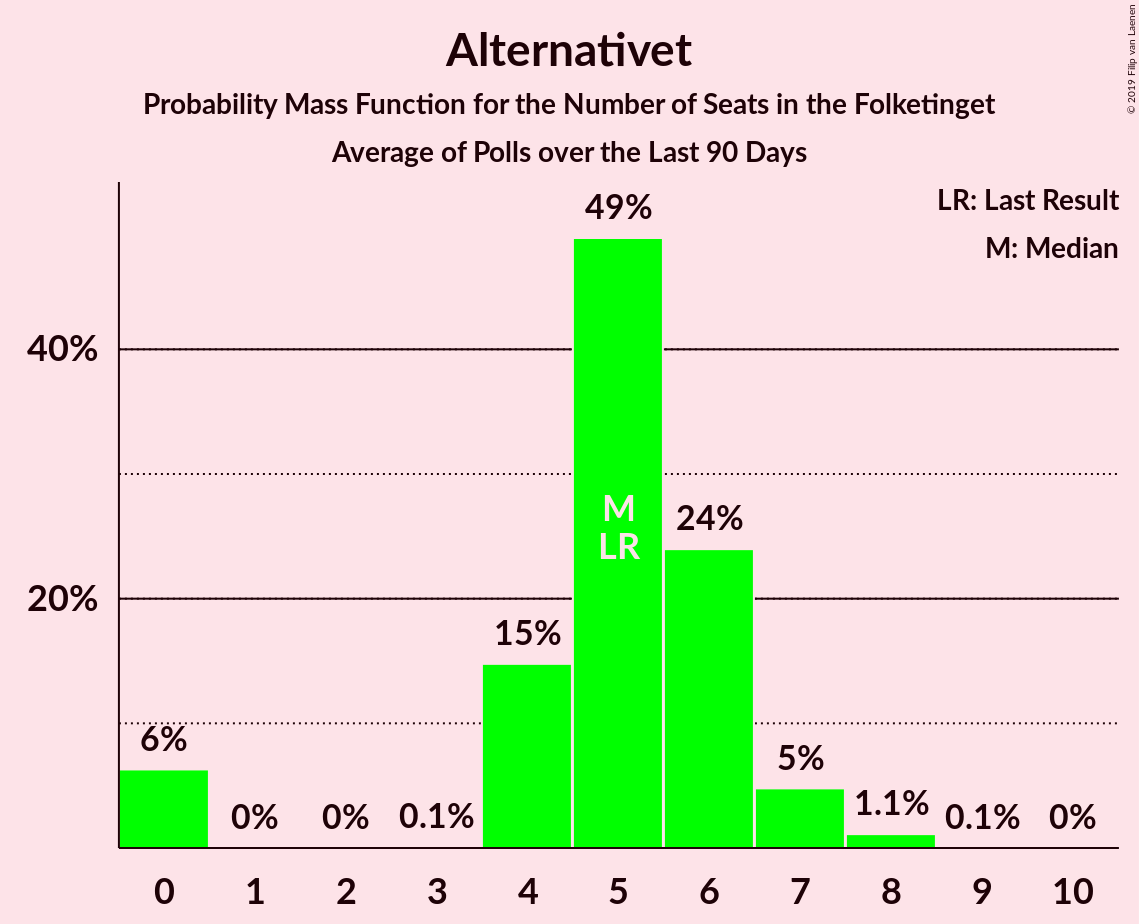 Alternativet
Probability Mass Function for the Number of Seats in the Folketinget
Average of Polls over the Last 90 Days
© 2019 Filip van Laenen
LR: Last Result
M: Median
49%
40%
M
24%
LR
20%
15%
6%
5%
0%
0%
0.1%
1.1%
0.1%
0%
0 1 2 3 4 5 6 7 8 9 10